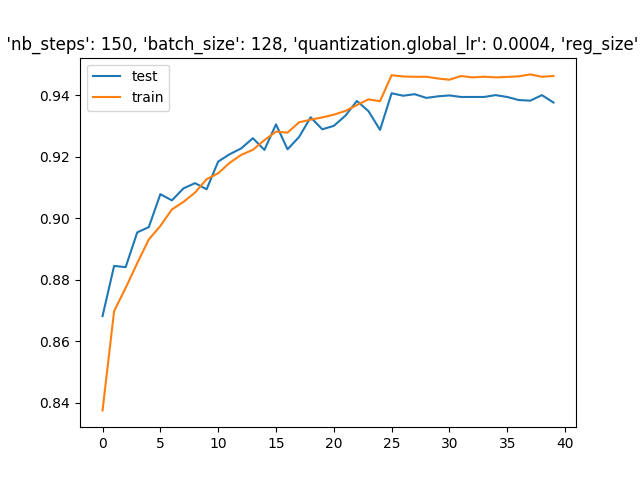 'nb_steps': 150, 'batch_size': 128, 'quantization.global_lr': 0.0004, 'reg_size'
test
train
0.94
0.92
0.90
0.88
0.86
0.84
0 5 10 15 20 25 30 35 40